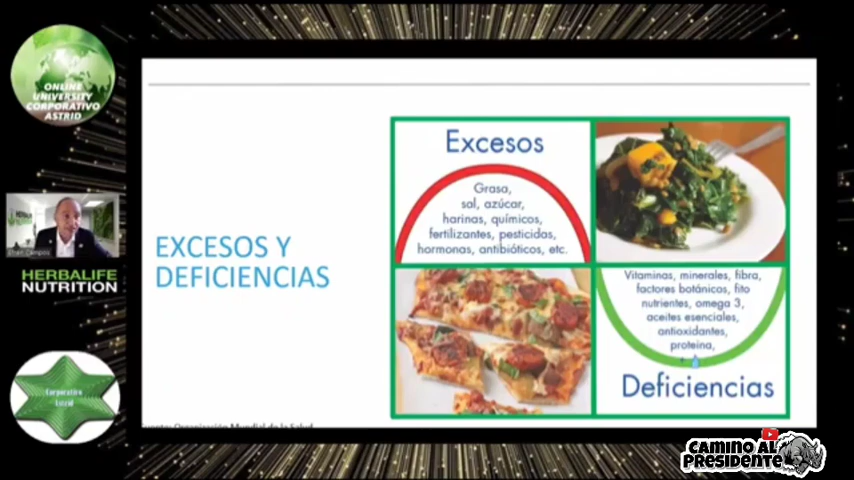 ONLINE
UNIVERSITY
CORPORATIVO
ASTRID
HERBALIFE
NUTRITION
Corporativo
Astrid
EXCESOS Y
DEFICIENCIAS
Excesos
Grasa,
sal, azúcar,
harinas, químicos,
fertilizantes, pesticidas,
hormonas, antibióticos, etc.
Vitaminas, minerales, fibra,
factores botánicos, fito
nutrientes, omega 3,
aceites esenciales,
antioxidantes,
proteína,
Deficiencias
Organización Mundial de la Salud
CAMINO AL
PRESIDENTE